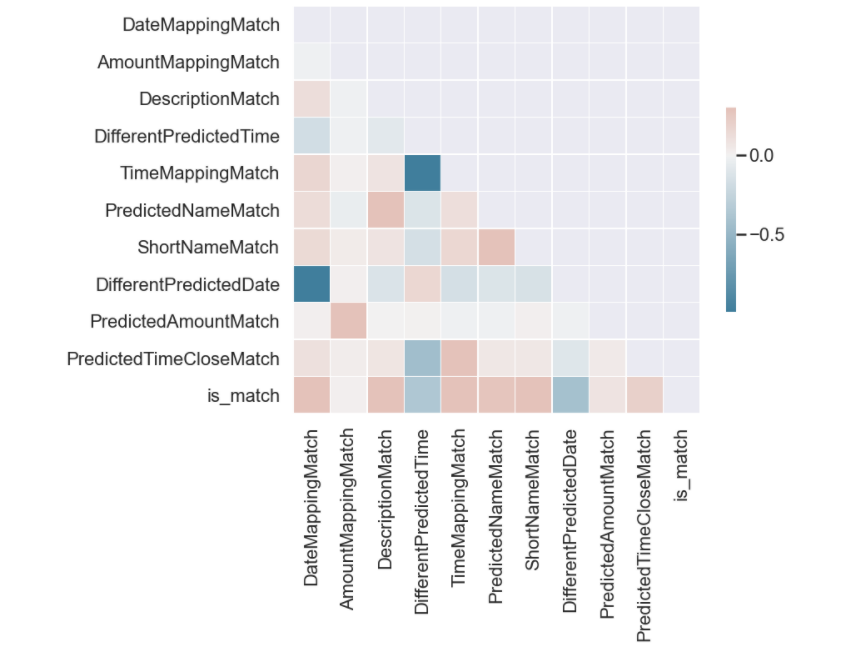 DateMappingMatch
AmountMappingMatch
DescriptionMatch
DifferentPredictedTime
TimeMappingMatch
PredictedNameMatch
ShortNameMatch
DifferentPredictedDate
PredictedAmountMatch
PredictedTimeCloseMatch
is_match
0.0
−0.5
DateMappingMatch
AmountMappingMatch
DescriptionMatch
DifferentPredictedTime
TimeMappingMatch
PredictedNameMatch
ShortNameMatch
DifferentPredictedDate
PredictedAmountMatch
PredictedTimeCloseMatch
is_match